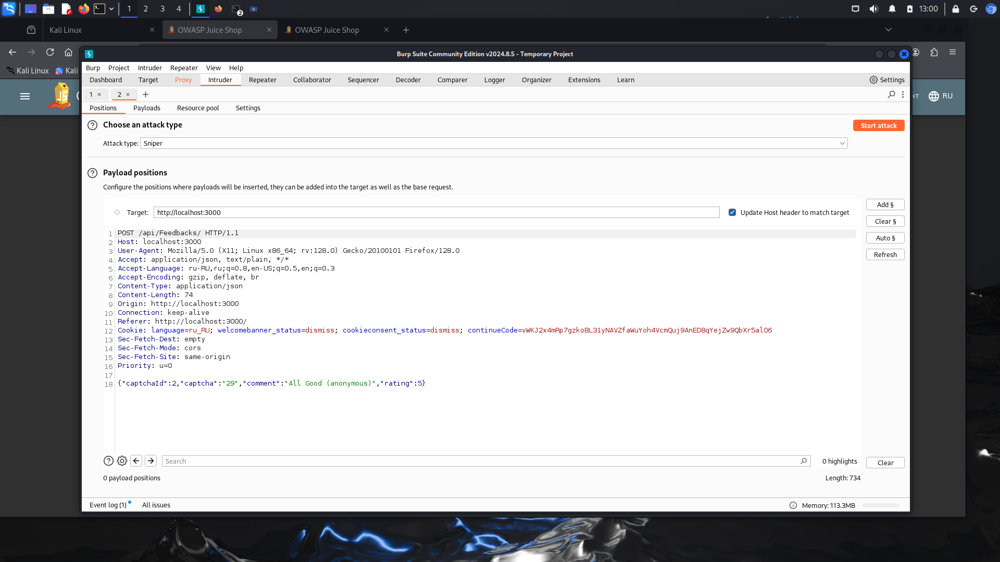 1 2 3 4 2 13:00
Kali Linux OWASP Juice Shop OWASP Juice Shop
Burp Suite Community Edition v2024.8.5 - Temporary Project
Kali Linux Kali
Burp Project Intruder Repeater View Help
Dashboard Target Proxy Intruder Repeater Collaborator Sequencer Decoder Comparer Logger Organizer Extensions Learn Settings
1 × 2 × +
JS RU
Positions Payloads Resource pool Settings
Choose an attack type
Start attack
Attack type: Sniper
Payload positions
Configure the positions where payloads will be inserted, they can be added into the target as well as the base request.
Add §
Target: http://localhost:3000 Update Host header to match target
Clear §
Auto §
Refresh
1 POST /api/Feedbacks/ HTTP/1.1
2 Host: localhost:3000
3 User-Agent: Mozilla/5.0 (X11; Linux x86_64; rv:128.0) Gecko/20100101 Firefox/128.0
4 Accept: application/json, text/plain, */*
5 Accept-Language: ru-RU,ru;q=0.8,en-US;q=0.5,en;q=0.3
6 Accept-Encoding: gzip, deflate, br
7 Content-Type: application/json
8 Content-Length: 74
9 Origin: http://localhost:3000
10 Connection: keep-alive
11 Referer: http://localhost:3000/
12 Cookie: language=ru_RU; welcomebanner_status=dismiss; cookieconsent_status=dismiss; continueCode=vWKJ2x4mRp7gzkoBL31yNAVZfaWuYoh4VcmQuj9AnED8qYejZw9QbXr5alO6
13 Sec-Fetch-Dest: empty
14 Sec-Fetch-Mode: cors
15 Sec-Fetch-Site: same-origin
16 Priority: u=0
17
18 {"captchaId":2,"captcha":"29","comment":"All Good (anonymous)","rating":5}
Search 0 highlights Clear
0 payload positions Length: 734
Event log (1) All issues Memory: 113.3MB